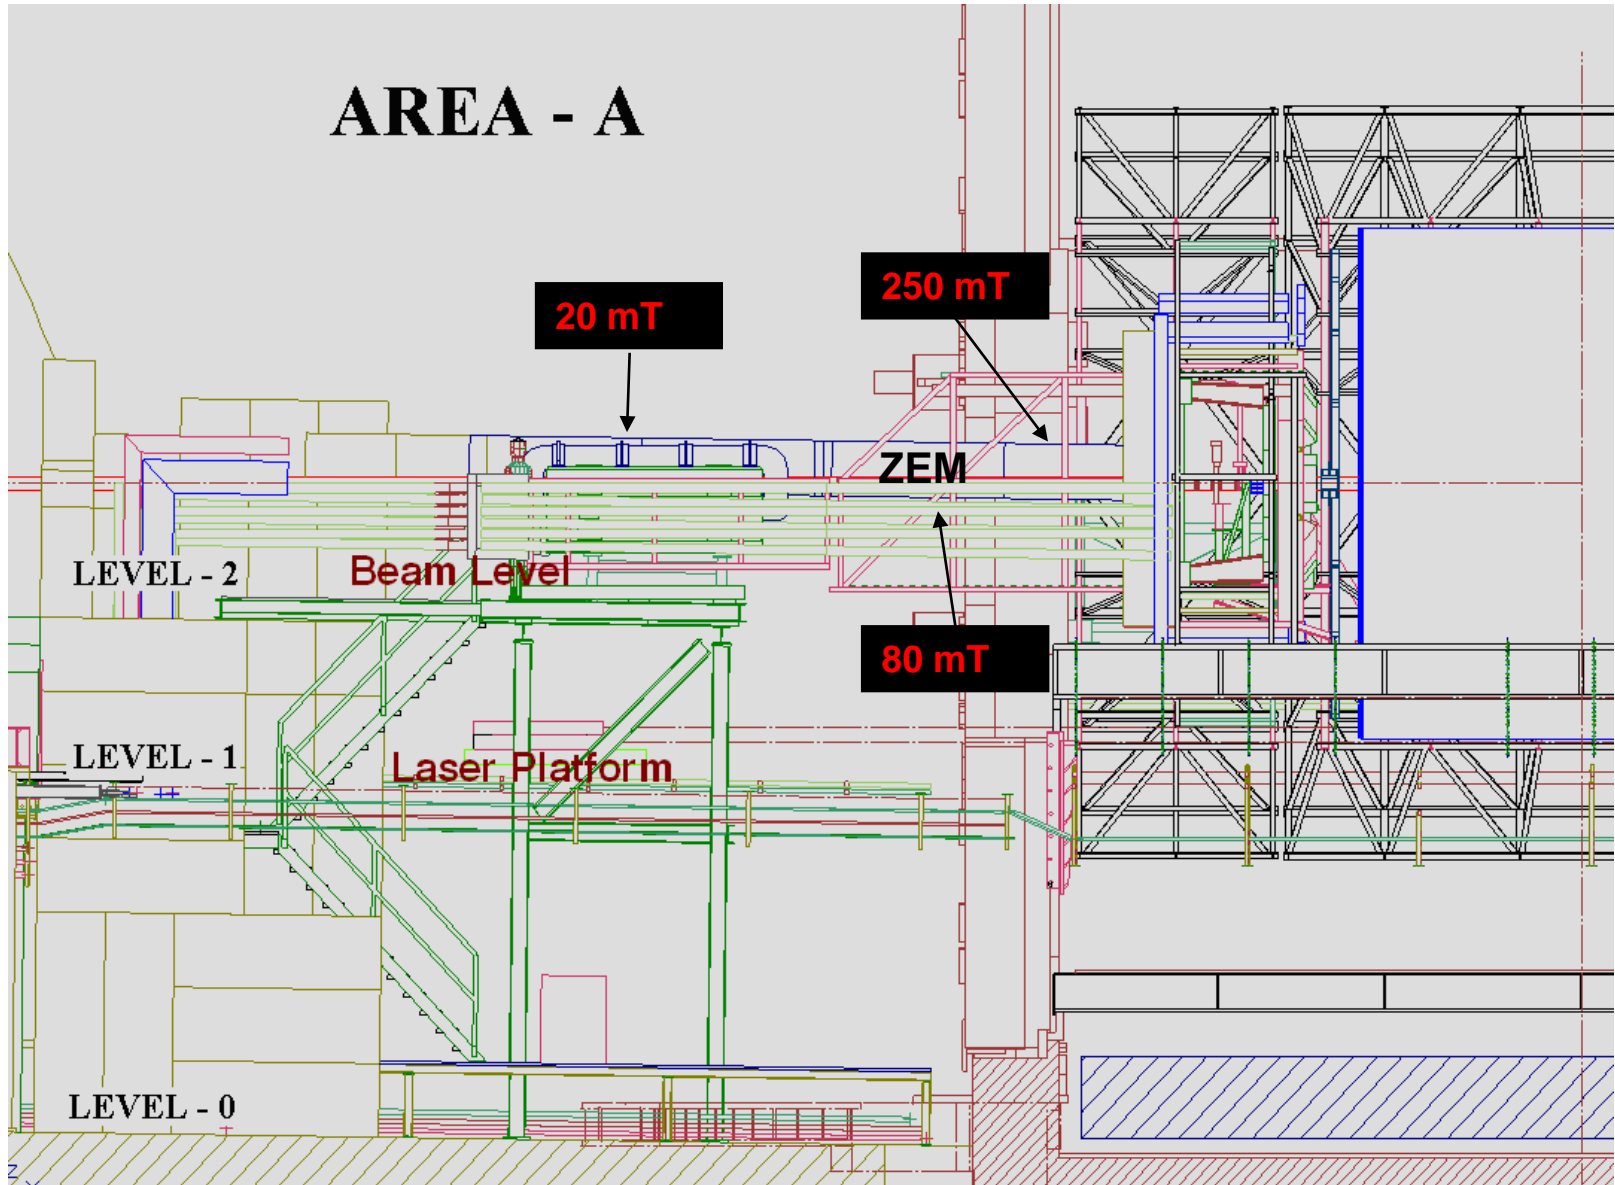 AREA - A
250 mT
20 mT
ZEM
LEVEL - 2
Beam Level
80 mT
LEVEL - 1
Laser Platform
LEVEL - 0